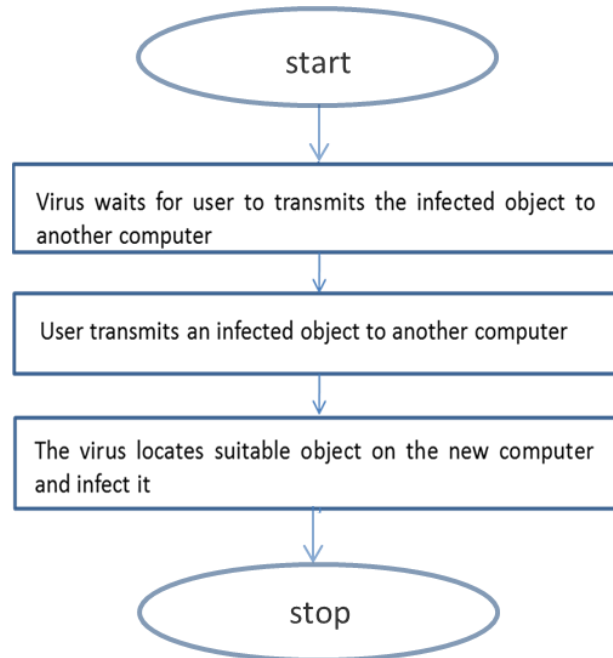 start
Virus waits for user to transmits the infected object to
another computer
User transmits an infected object to another computer
The virus locates suitable object on the new computer
and infect it
stop